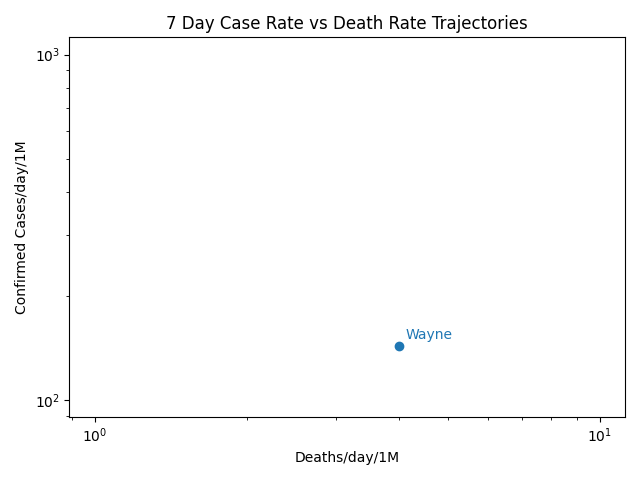 7 Day Case Rate vs Death Rate Trajectories
10³
Confirmed Cases/day/1M
Wayne
10²
10⁰
10¹
Deaths/day/1M